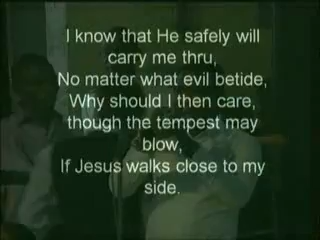 I know that He safely will
carry me thru,
No matter what evil betide,
Why should I then care,
though the tempest may
blow,
If Jesus walks close to my
side.